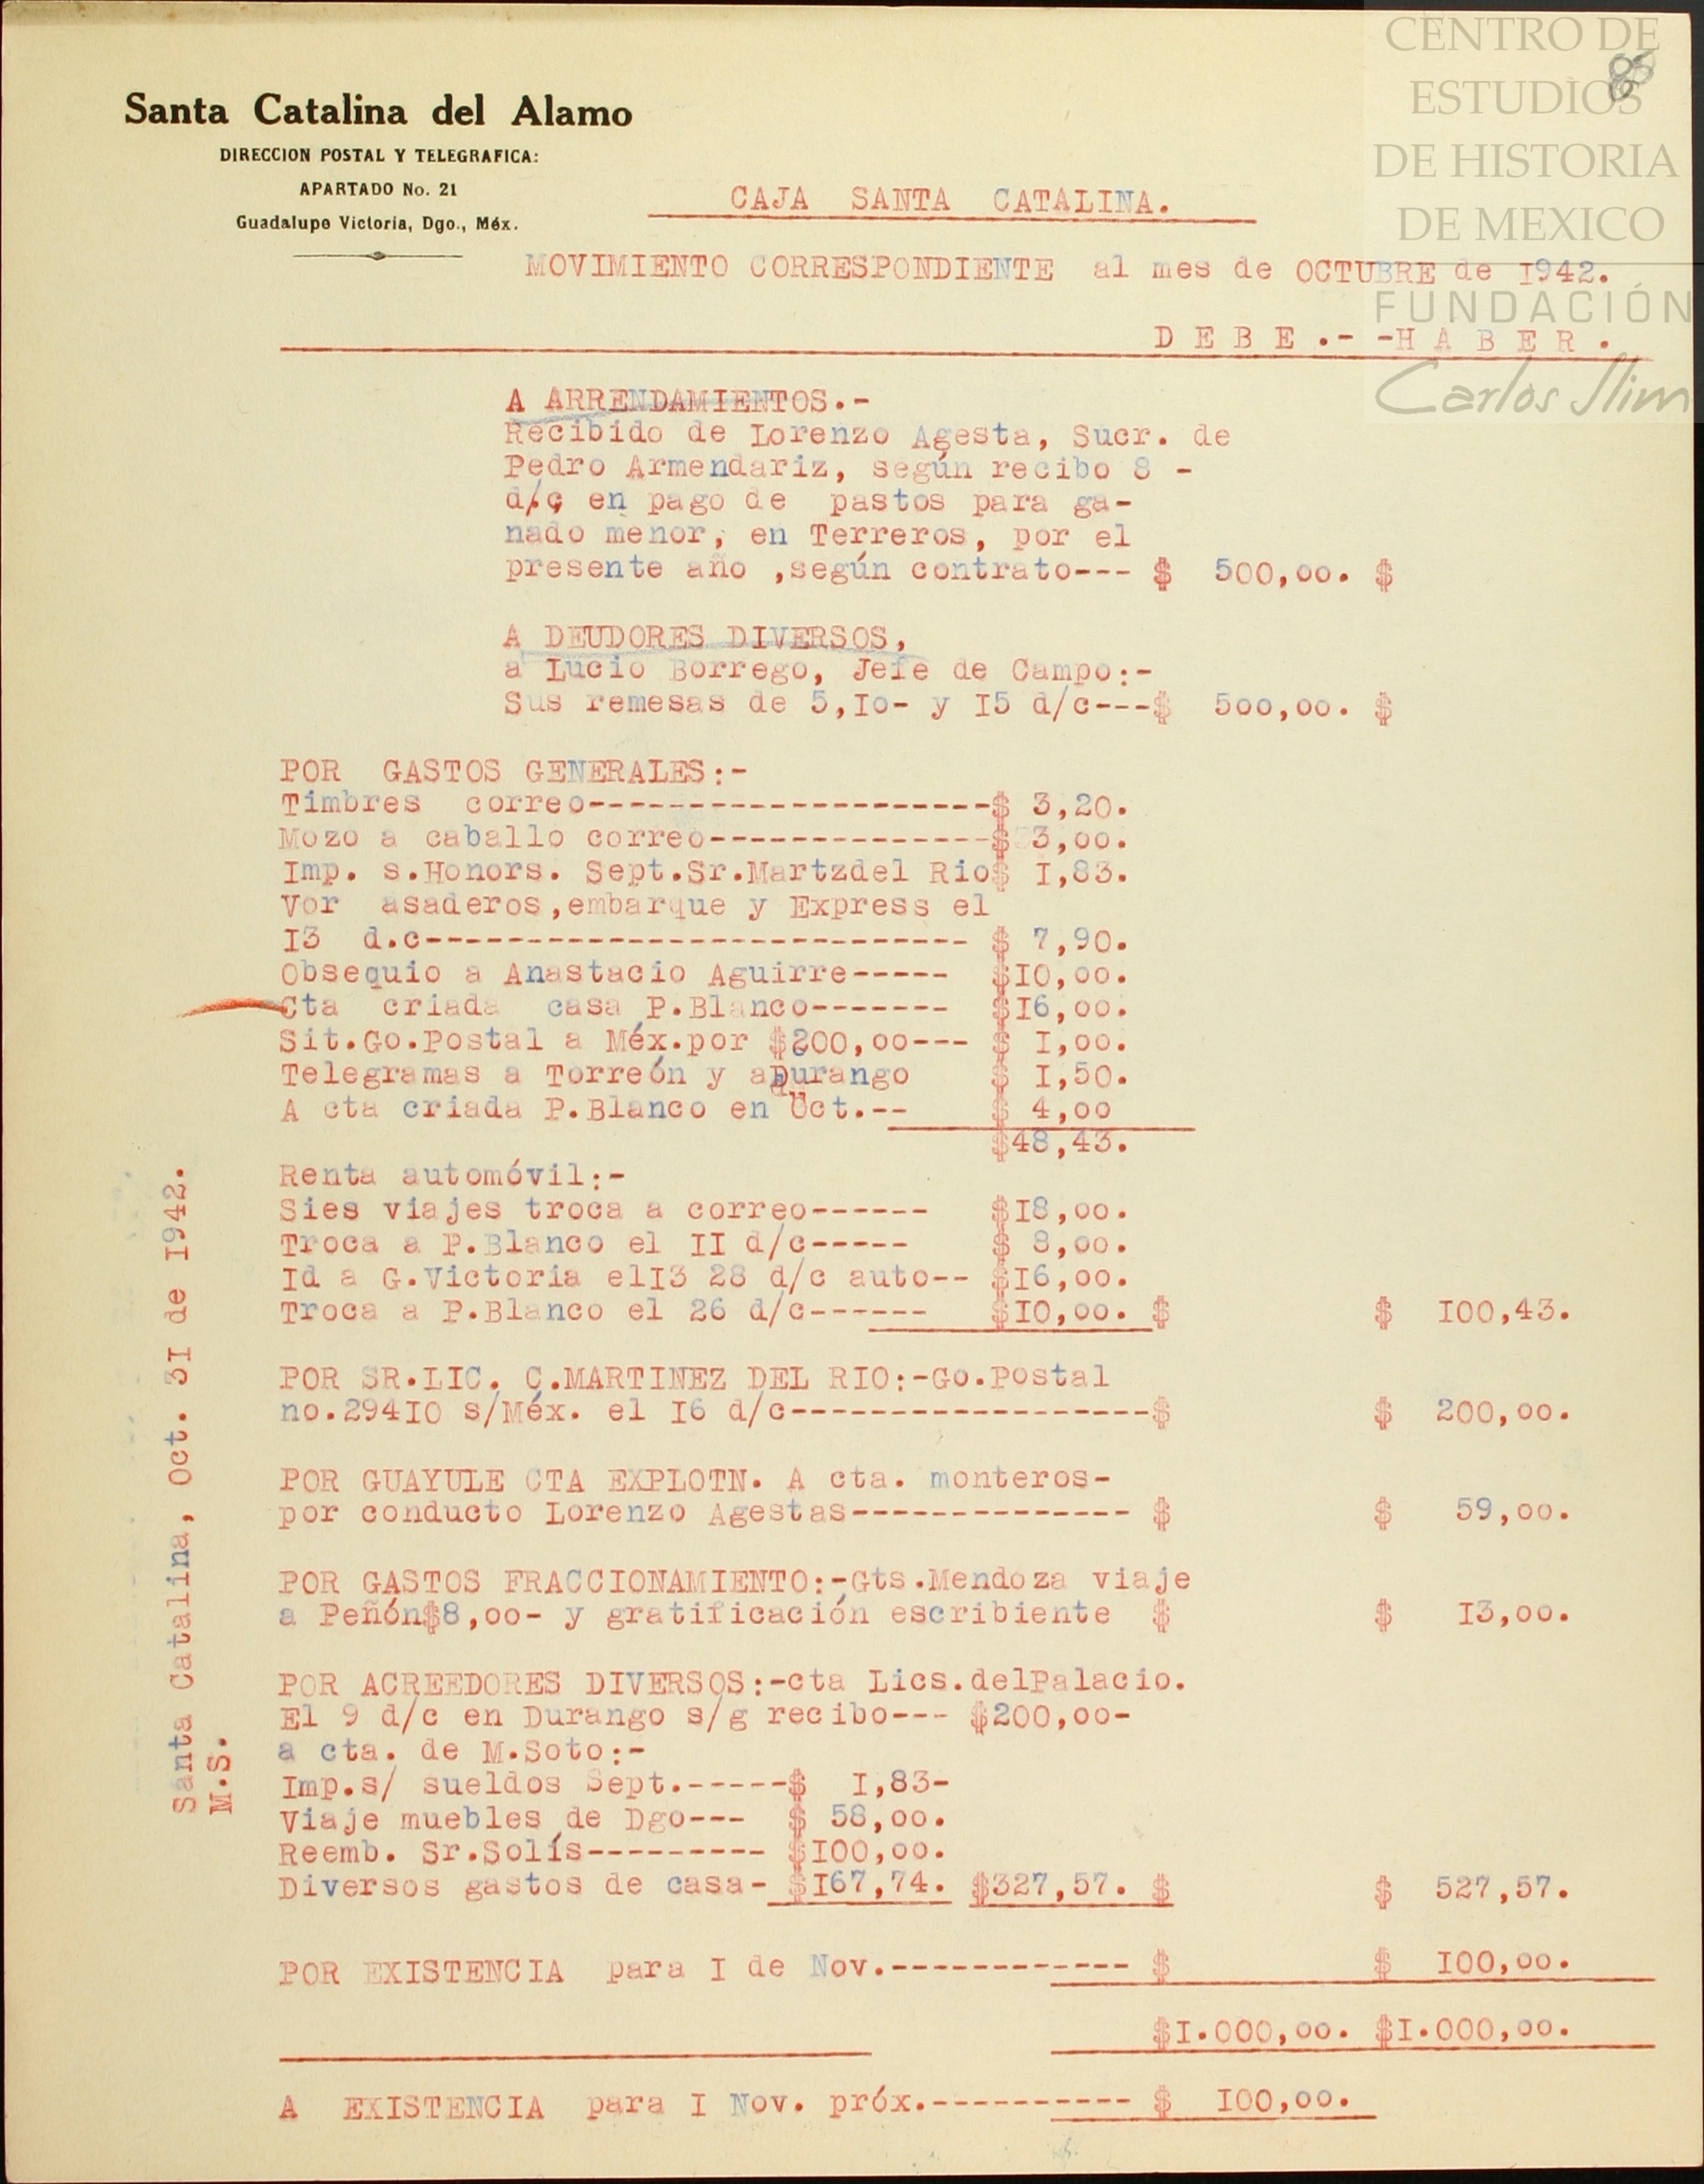 CENTRO DE
ESTUDIOS
DE HISTORIA
DE MEXICO
FUNDACIÓN
Carlos Slim
Santa Catalina del Alamo
DIRECCION POSTAL Y TELEGRAFICA:
APARTADO No. 21
Guadalupe Victoria, Dgo., Méx.
CAJA SANTA CATALINA.
MOVIMIENTO CORRESPONDIENTE al mes de OCTUBRE de 1942.
D E B E .- -H A B E R .
A ARRENDAMIENTOS.-
Recibido de Lorenzo Agesta, Sucr. de
Pedro Armendariz, según recibo 8 -
d/c en pago de pastos para ga-
nado menor, en Terreros, por el
presente año ,según contrato--- $ 500,oo. $
A DEUDORES DIVERSOS,
a Lucio Borrego, Jefe de Campo:-
Sus remesas de 5,Io- y I5 d/c---$ 500,oo. $
POR GASTOS GENERALES:-
Timbres correo--------------------$ 3,20.
Mozo a caballo correo--------------$ 3,oo.
Imp. s.Honors. Sept.Sr.Martzdel Rio$ I,83.
Vor asaderos,embarque y Express el
I3 d.c--------------------------- $ 7,90.
Obsequio a Anastacio Aguirre----- $IO,oo.
Cta criada casa P.Blanco------- $I6,oo.
Sit.Go.Postal a Méx.por $200,oo--- $ I,oo.
Telegramas a Torreón y aDurango $ I,50.
A cta criada P.Blanco en Oct.-- $ 4,oo
$48,43.
Renta automóvil:-
Sies viajes troca a correo------ $I8,oo.
Troca a P.Blanco el II d/c----- $ 8,oo.
Id a G.Victoria elI3 28 d/c auto-- $I6,oo.
Troca a P.Blanco el 26 d/c------ $IO,oo. $ $ IOO,43.
POR SR.LIC. C.MARTINEZ DEL RIO:-Go.Postal
no.294IO s/Méx. el I6 d/c------------------$ $ 200,oo.
POR GUAYULE CTA EXPLOTN. A cta. monteros-
por conducto Lorenzo Agestas-------------- $ $ 59,oo.
POR GASTOS FRACCIONAMIENTO:-Gts.Mendoza viaje
a Peñón$8,oo- y gratificación escribiente $ $ I3,oo.
POR ACREEDORES DIVERSOS:-cta Lics.delPalacio.
El 9 d/c en Durango s/g recibo--- $200,oo-
a cta. de M.Soto:-
Imp.s/ sueldos Sept.-----$ I,83-
Viaje muebles de Dgo--- $ 58,oo.
Reemb. Sr.Solís--------- $IOO,oo.
Diversos gastos de casa- $I67,74. $327,57. $ $ 527,57.
POR EXISTENCIA para I de Nov.------------ $ $ IOO,oo.
$I.OOO,oo. $I.OOO,oo.
A EXISTENCIA para I Nov. próx.----------- $ IOO,oo.
Santa Catalina, Oct. 3I de I942.
M.S.